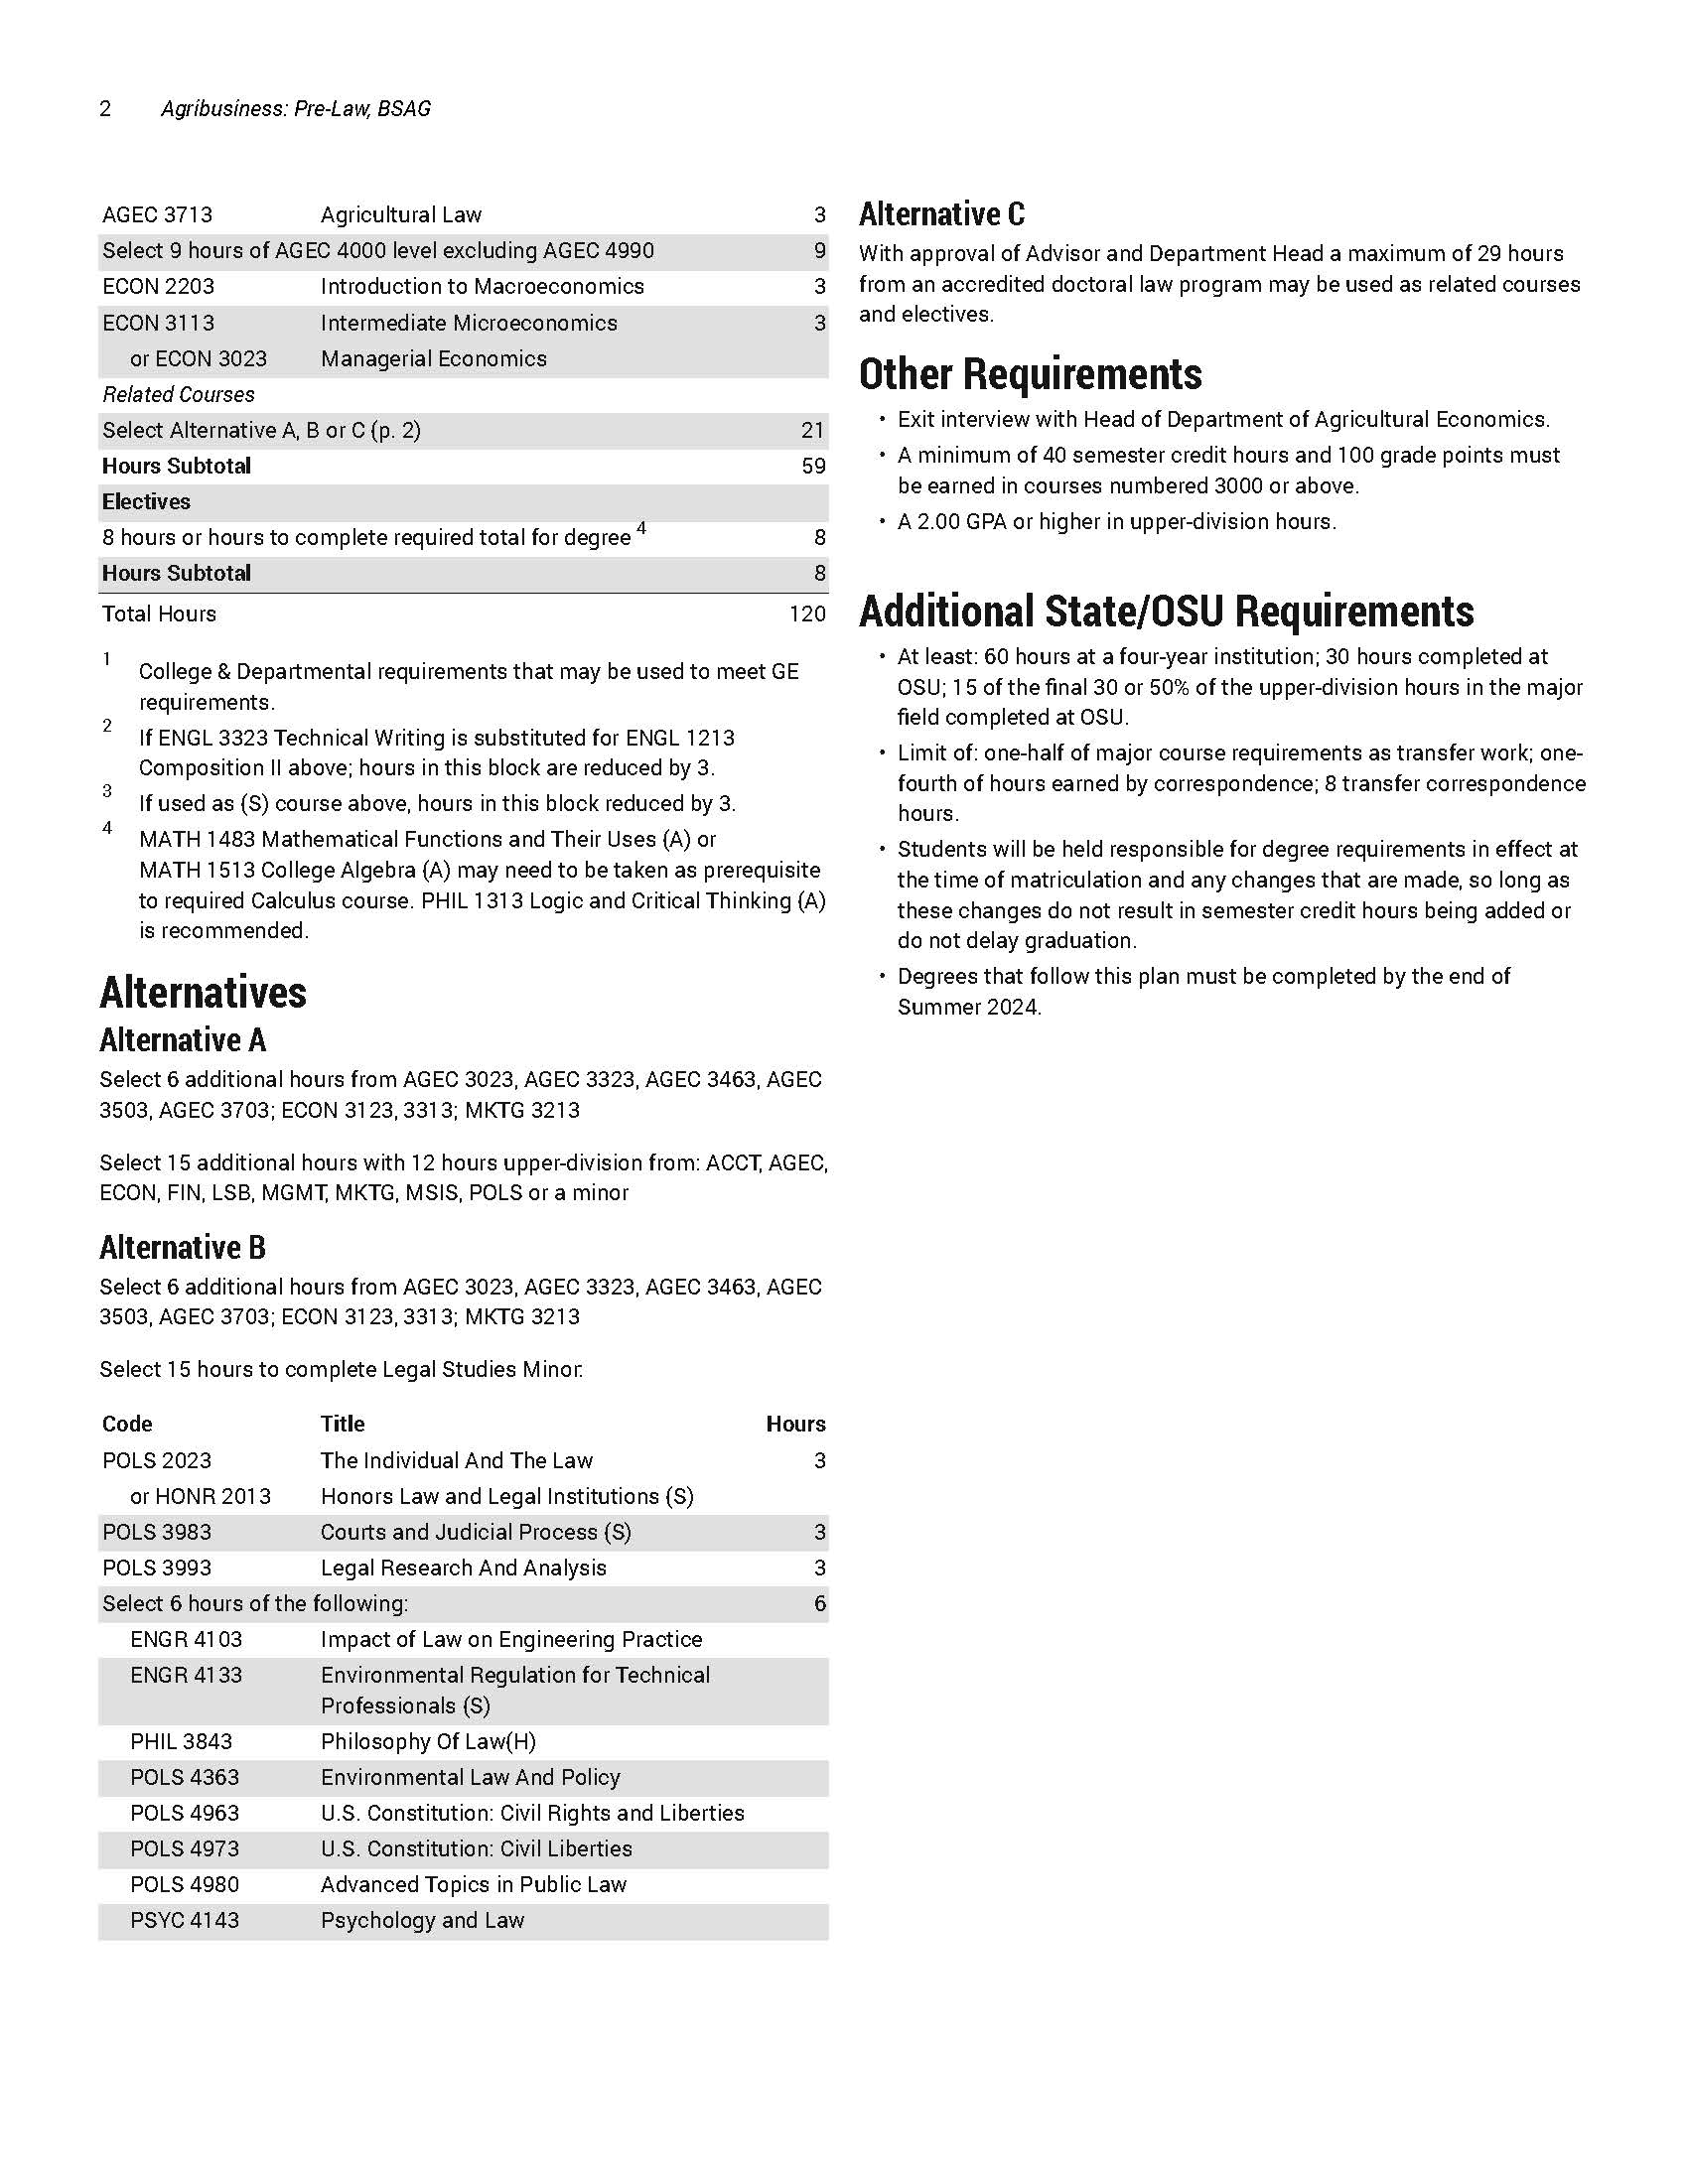 2 Agribusiness: Pre-Law, BSAG
AGEC 3713 Agricultural Law 3
Select 9 hours of AGEC 4000 level excluding AGEC 4990 9
ECON 2203 Introduction to Macroeconomics 3
ECON 3113 Intermediate Microeconomics 3
or ECON 3023 Managerial Economics
Related Courses
Select Alternative A, B or C (p. 2) 21
Hours Subtotal 59
Electives
8 hours or hours to complete required total for degree 4 8
Hours Subtotal 8
Total Hours 120
1 College & Departmental requirements that may be used to meet GE
requirements.
2 If ENGL 3323 Technical Writing is substituted for ENGL 1213
Composition II above; hours in this block are reduced by 3.
3 If used as (S) course above, hours in this block reduced by 3.
4 MATH 1483 Mathematical Functions and Their Uses (A) or
MATH 1513 College Algebra (A) may need to be taken as prerequisite
to required Calculus course. PHIL 1313 Logic and Critical Thinking (A)
is recommended.
Alternatives
Alternative A
Select 6 additional hours from AGEC 3023, AGEC 3323, AGEC 3463, AGEC
3503, AGEC 3703; ECON 3123, 3313; MKTG 3213
Select 15 additional hours with 12 hours upper-division from: ACCT, AGEC,
ECON, FIN, LSB, MGMT, MKTG, MSIS, POLS or a minor
Alternative B
Select 6 additional hours from AGEC 3023, AGEC 3323, AGEC 3463, AGEC
3503, AGEC 3703; ECON 3123, 3313; MKTG 3213
Select 15 hours to complete Legal Studies Minor:
Code Title Hours
POLS 2023 The Individual And The Law 3
or HONR 2013 Honors Law and Legal Institutions (S)
POLS 3983 Courts and Judicial Process (S) 3
POLS 3993 Legal Research And Analysis 3
Select 6 hours of the following: 6
ENGR 4103 Impact of Law on Engineering Practice
ENGR 4133 Environmental Regulation for Technical
Professionals (S)
PHIL 3843 Philosophy Of Law(H)
POLS 4363 Environmental Law And Policy
POLS 4963 U.S. Constitution: Civil Rights and Liberties
POLS 4973 U.S. Constitution: Civil Liberties
POLS 4980 Advanced Topics in Public Law
PSYC 4143 Psychology and Law
Alternative C
With approval of Advisor and Department Head a maximum of 29 hours
from an accredited doctoral law program may be used as related courses
and electives.
Other Requirements
• Exit interview with Head of Department of Agricultural Economics.
• A minimum of 40 semester credit hours and 100 grade points must
be earned in courses numbered 3000 or above.
• A 2.00 GPA or higher in upper-division hours.
Additional State/OSU Requirements
• At least: 60 hours at a four-year institution; 30 hours completed at
OSU; 15 of the final 30 or 50% of the upper-division hours in the major
field completed at OSU.
• Limit of: one-half of major course requirements as transfer work; one-
fourth of hours earned by correspondence; 8 transfer correspondence
hours.
• Students will be held responsible for degree requirements in effect at
the time of matriculation and any changes that are made, so long as
these changes do not result in semester credit hours being added or
do not delay graduation.
• Degrees that follow this plan must be completed by the end of
Summer 2024.